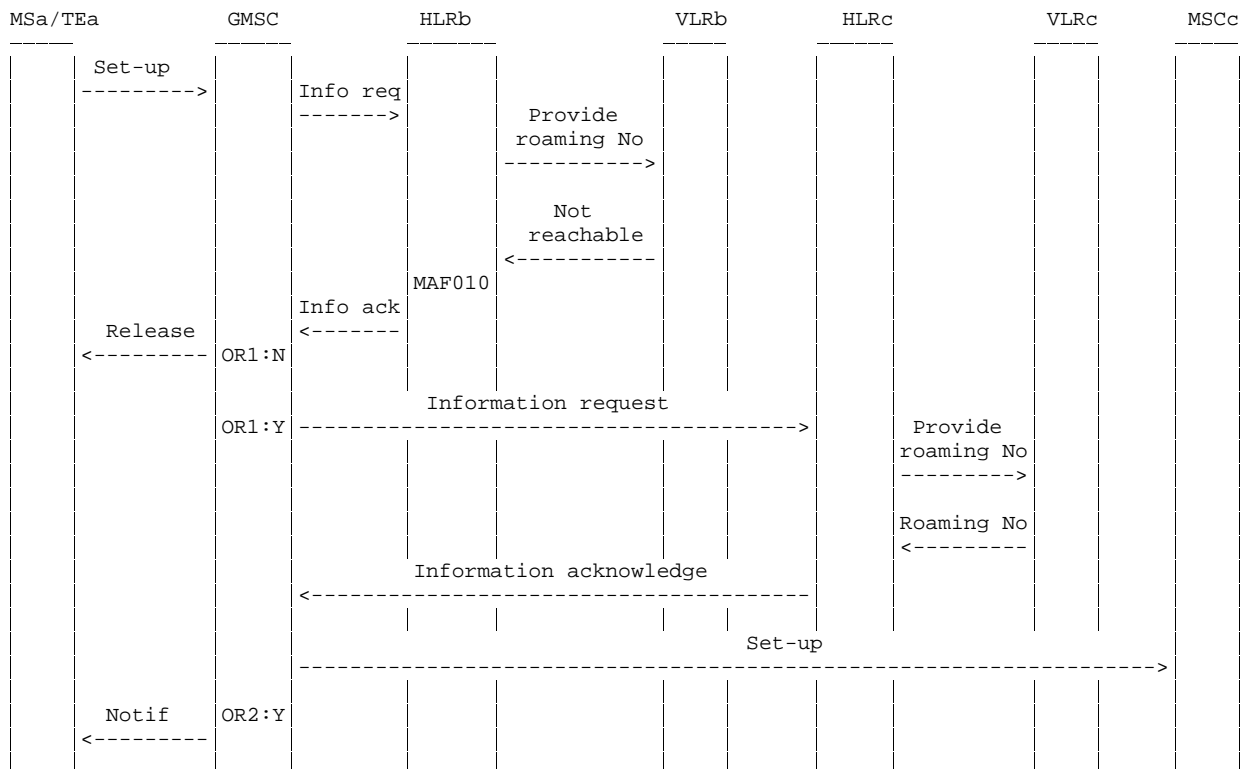 MSa/TEa GMSC HLRb VLRb HLRc VLRc MSCc
Set-up
---------> Info req
-------> Provide
roaming No
----------->
Not
reachable
<-----------
MAF010
Info ack
Release <-------
<--------- OR1:N
Information request
OR1:Y ---------------------------------------> Provide
roaming No
--------->
Roaming No
<---------
Information acknowledge
<---------------------------------------
Set-up
------------------------------------------------------------------->
Notif OR2:Y
<---------